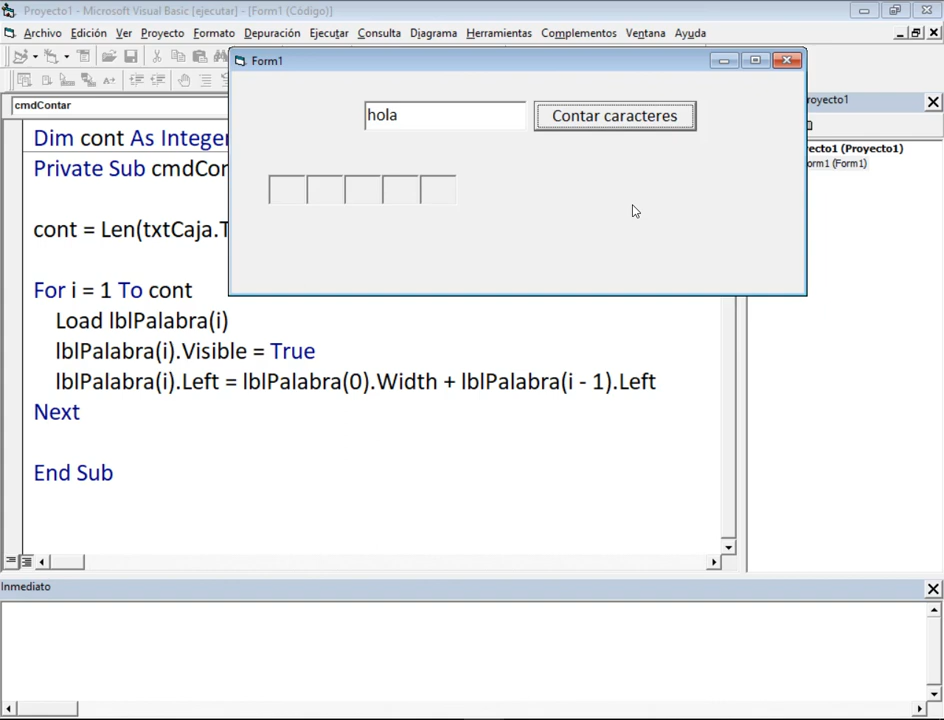 Proyecto1 - Microsoft Visual Basic [ejecutar] - [Form1 (Código)]
Archivo Edición Ver Proyecto Formato Depuración Ejecutar Consulta Diagrama Herramientas Complementos Ventana Ayuda
Form1
cmdContar
royecto1
hola
Contar caracteres
Dim cont As Integer
ecto1 (Proyecto1)
orm1 (Form1)
Private Sub cmdCon
cont = Len(txtCaja.T
For i = 1 To cont
Load lblPalabra(i)
lblPalabra(i).Visible = True
lblPalabra(i).Left = lblPalabra(0).Width + lblPalabra(i - 1).Left
Next
End Sub
Inmediato